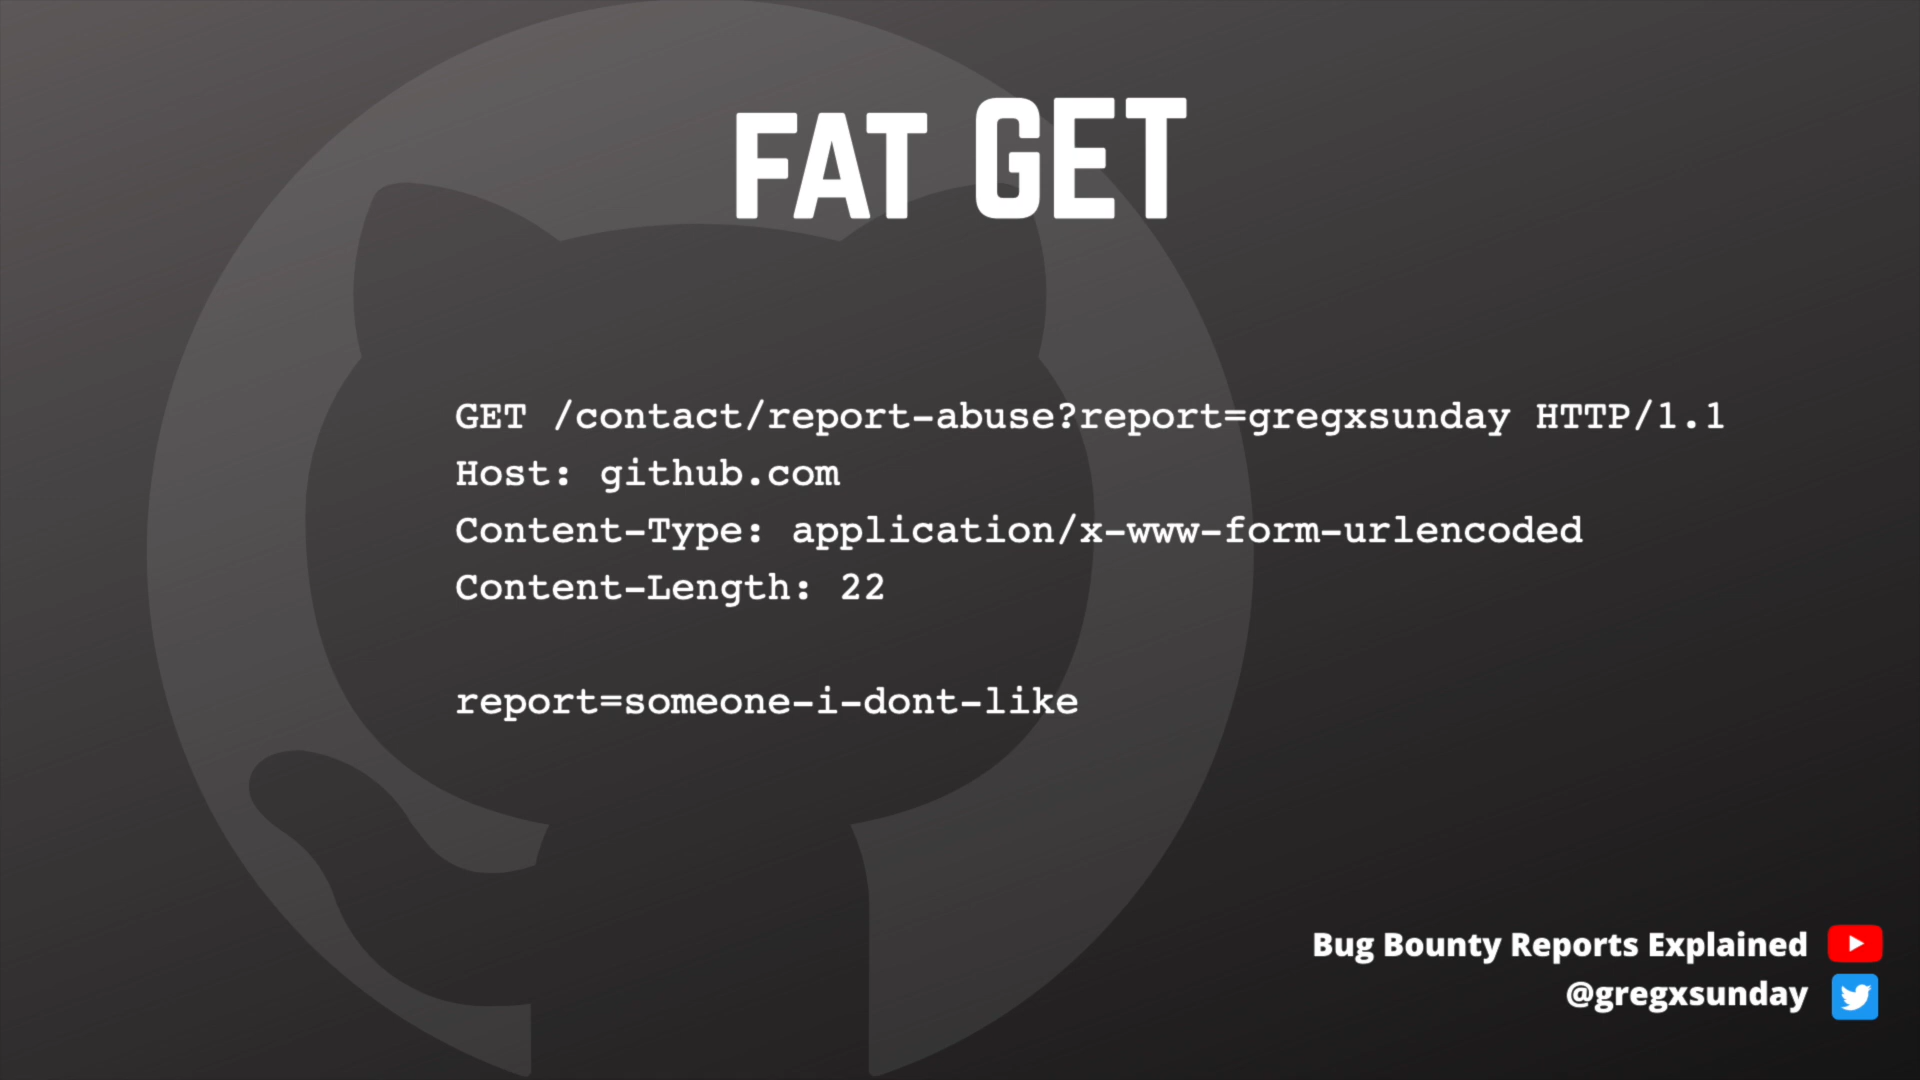 FAT GET
GET /contact/report-abuse?report=gregxsunday HTTP/1.1
Host: github.com
Content-Type: application/x-www-form-urlencoded
Content-Length: 22
report=someone-i-dont-like
Bug Bounty Reports Explained
@gregxsunday